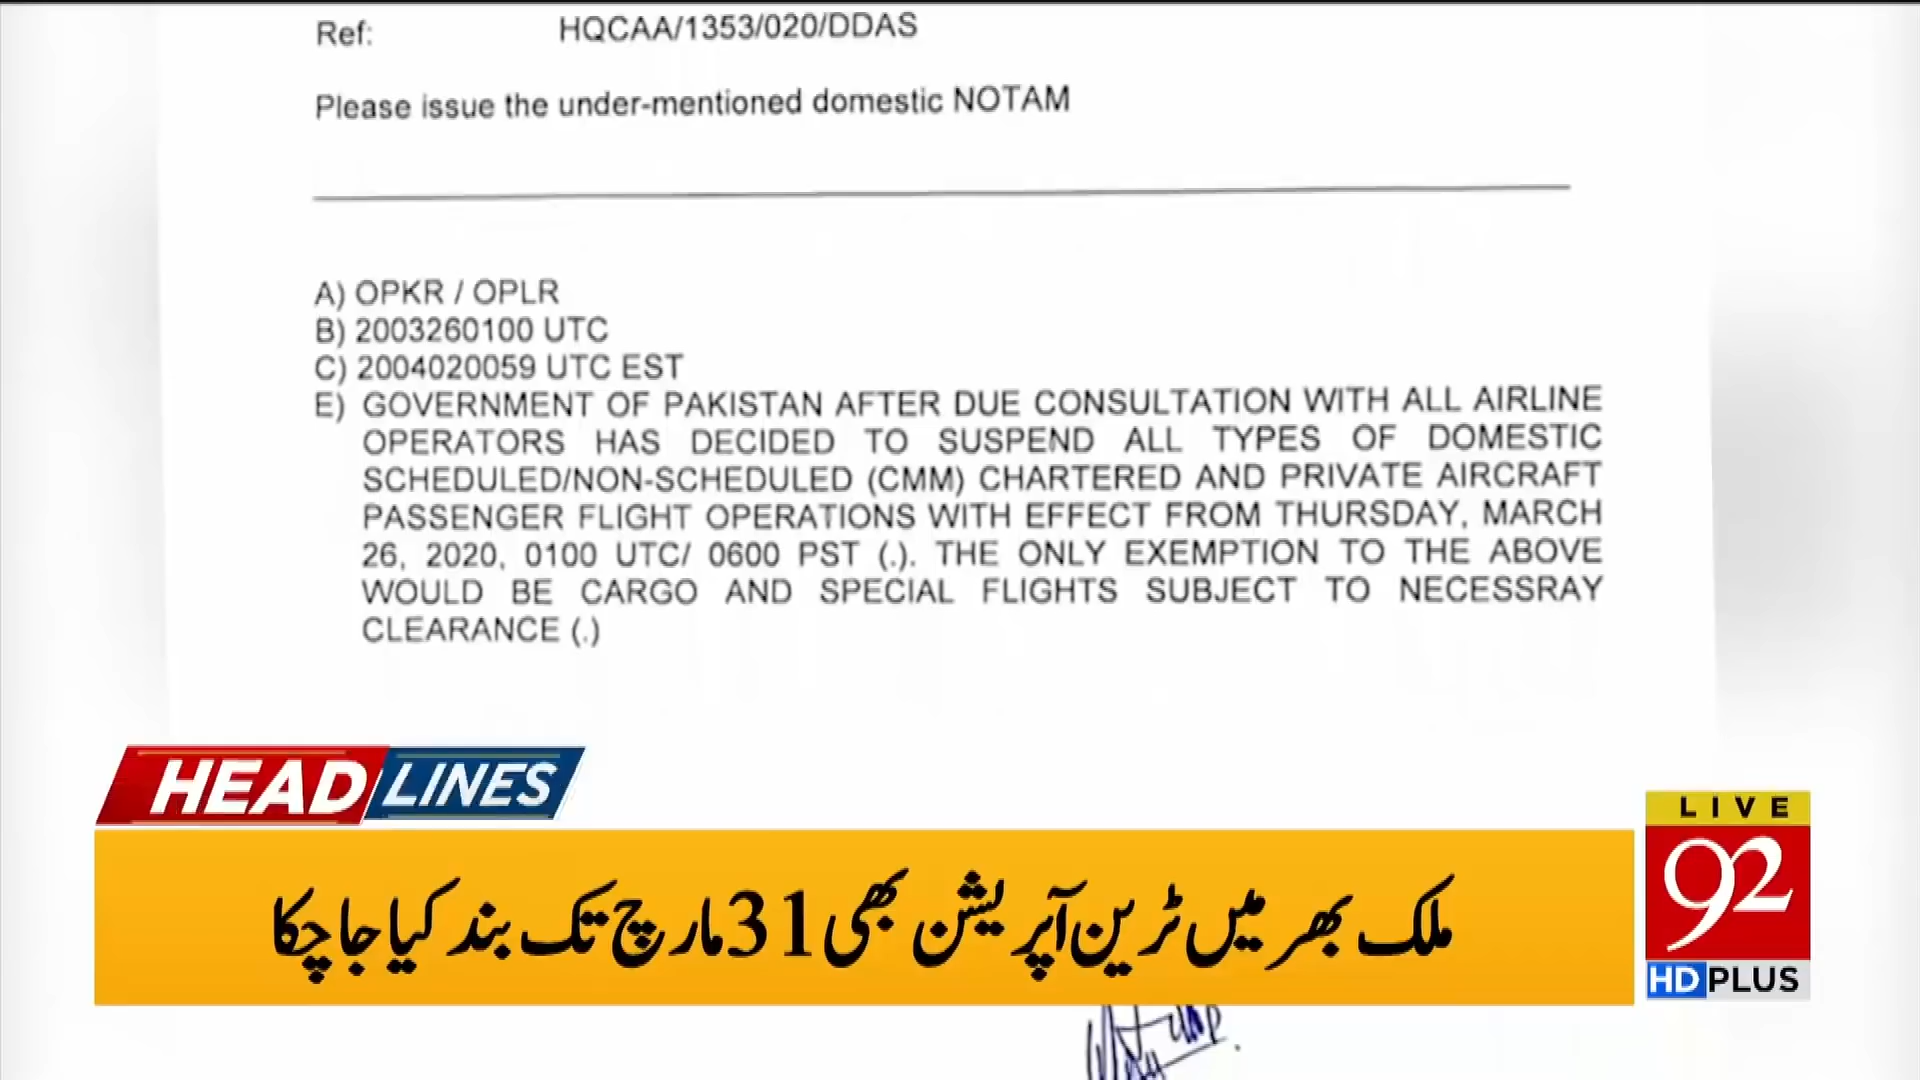 Ref: HQCAA/1353/020/DDAS
Please issue the under-mentioned domestic NOTAM
A) OPKR / OPLR
B) 2003260100 UTC
C) 2004020059 UTC EST
E) GOVERNMENT OF PAKISTAN AFTER DUE CONSULTATION WITH ALL AIRLINE
OPERATORS HAS DECIDED TO SUSPEND ALL TYPES OF DOMESTIC
SCHEDULED/NON-SCHEDULED (CMM) CHARTERED AND PRIVATE AIRCRAFT
PASSENGER FLIGHT OPERATIONS WITH EFFECT FROM THURSDAY, MARCH
26, 2020, 0100 UTC/ 0600 PST (.). THE ONLY EXEMPTION TO THE ABOVE
WOULD BE CARGO AND SPECIAL FLIGHTS SUBJECT TO NECESSRAY
CLEARANCE (.)
HEADLINES
ملک بھر میں ٹرین آپریشن بھی 31 مارچ تک بند کیا جا چکا
LIVE
92
HD PLUS